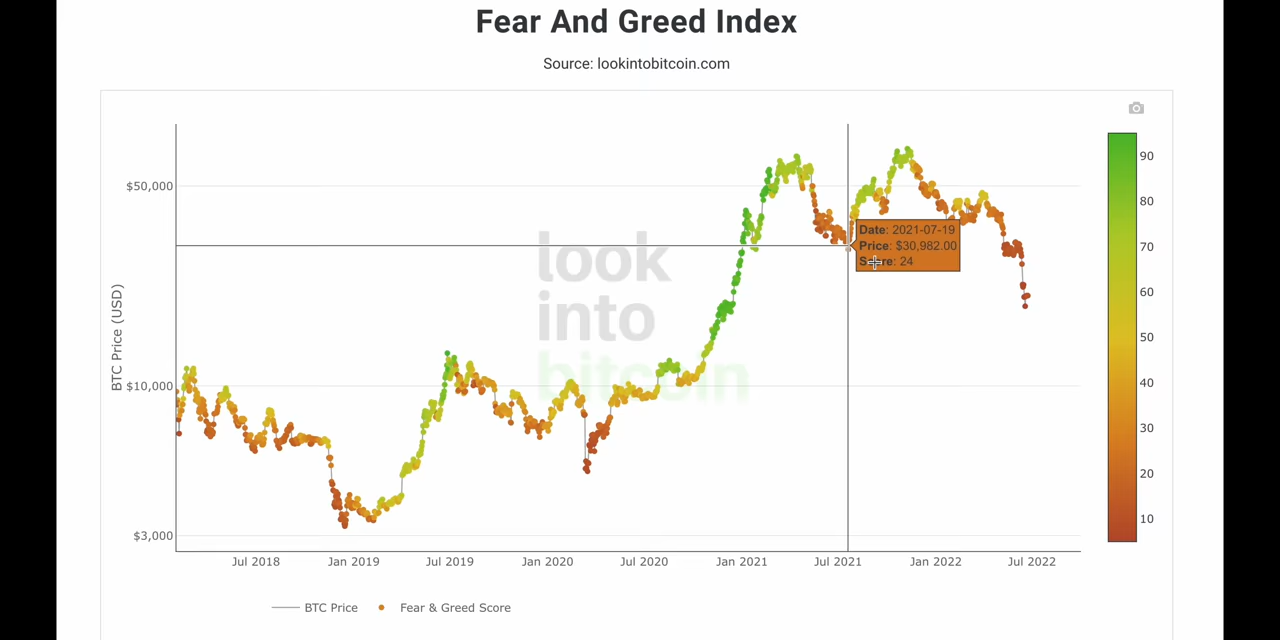 Fear And Greed Index
Source: lookintobitcoin.com
90
80
70
60
50
40
30
20
10
BTC Price (USD)
$50,000
$10,000
$3,000
look
into
bitcoin
Date: 2021-07-19
Price: $30,982.00
Score: 24
Jul 2018
Jan 2019
Jul 2019
Jan 2020
Jul 2020
Jan 2021
Jul 2021
Jan 2022
Jul 2022
BTC Price
Fear & Greed Score